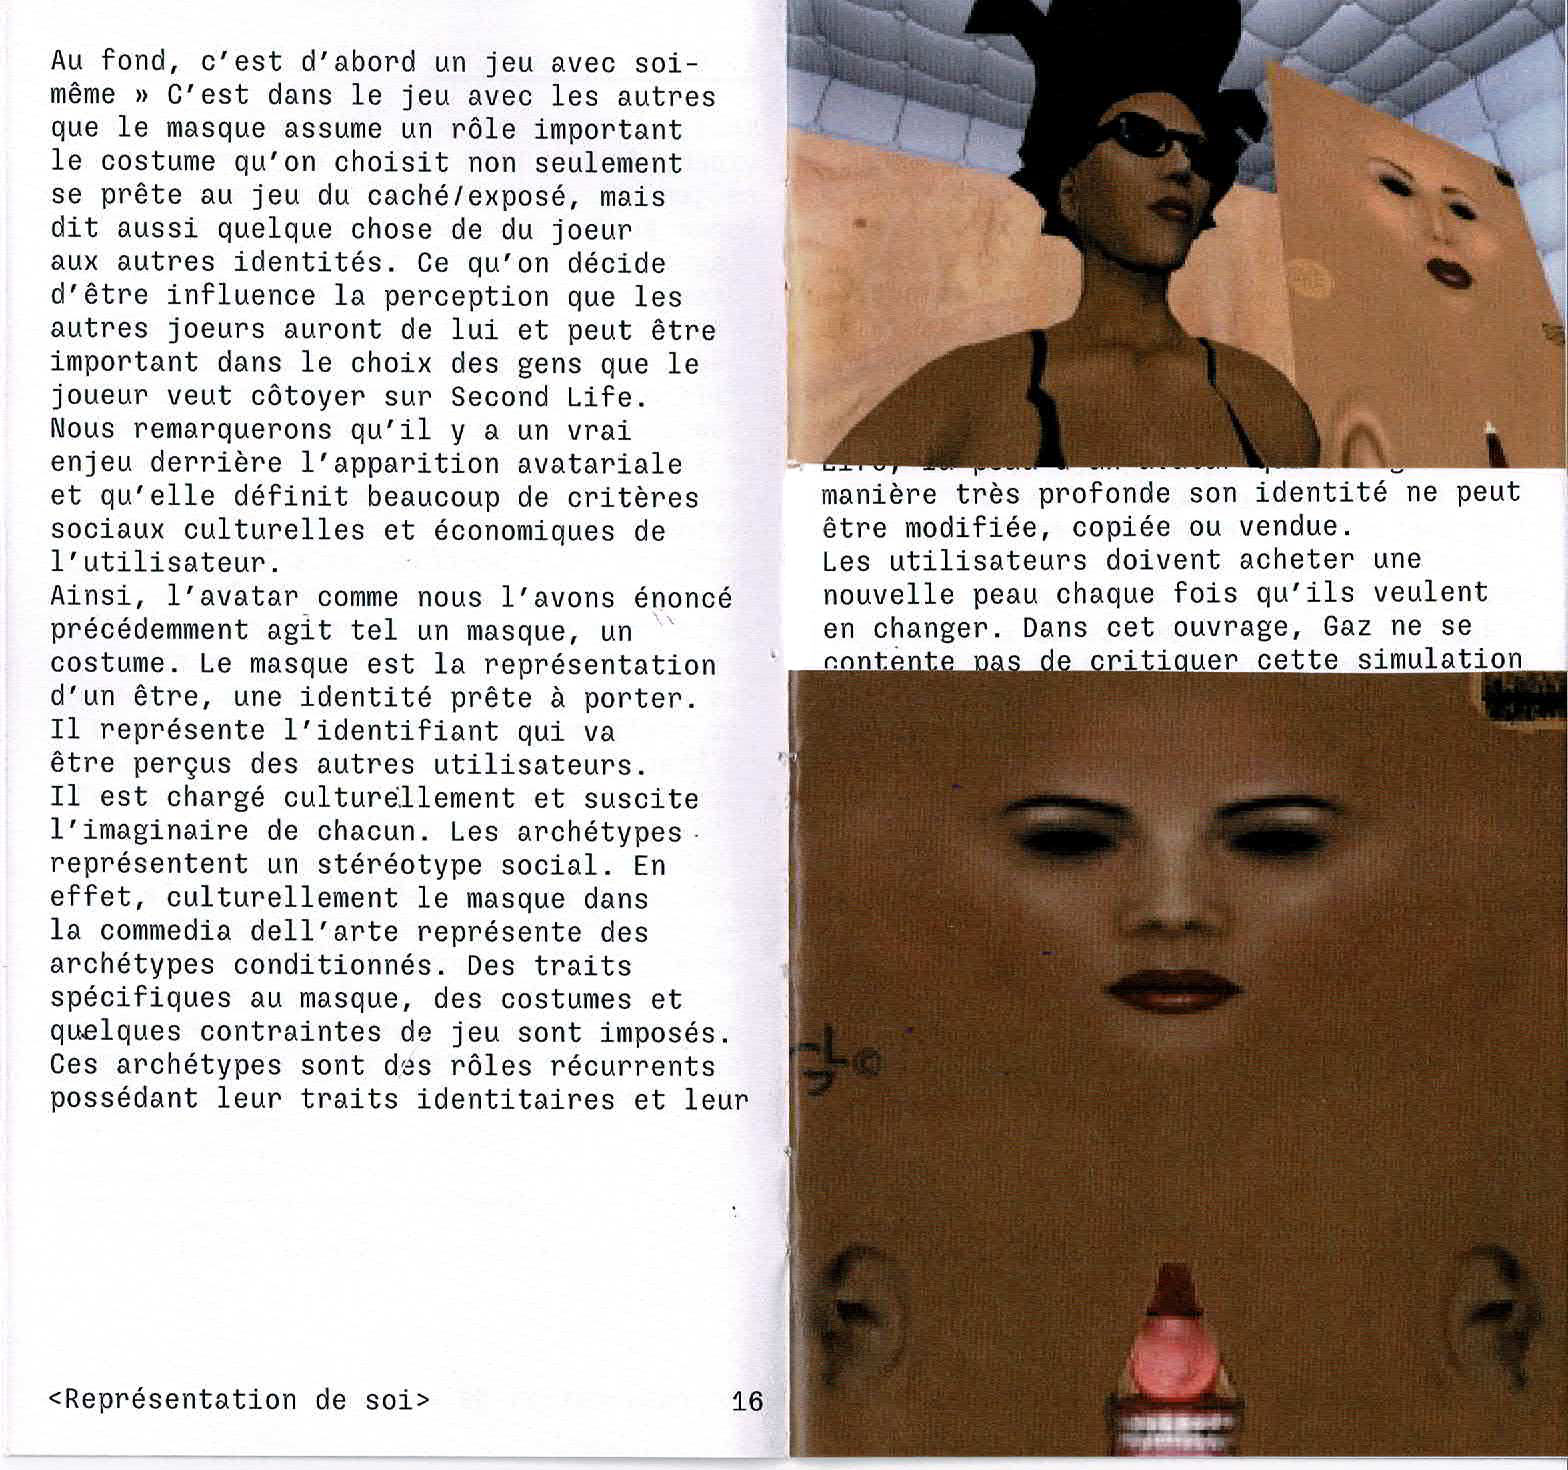 Au fond, c’est d’abord un jeu avec soi-
même » C’est dans le jeu avec les autres
que le masque assume un rôle important
le costume qu’on choisit non seulement
se prête au jeu du caché/exposé, mais
dit aussi quelque chose de du joeur
aux autres identités. Ce qu’on décide
d’être influence la perception que les
autres joeurs auront de lui et peut être
important dans le choix des gens que le
joueur veut côtoyer sur Second Life.
Nous remarquerons qu’il y a un vrai
enjeu derrière l’apparition avatariale
et qu’elle définit beaucoup de critères
sociaux culturelles et économiques de
l’utilisateur.
Ainsi, l’avatar comme nous l’avons énoncé
précédemment agit tel un masque, un
costume. Le masque est la représentation
d’un être, une identité prête à porter.
Il représente l’identifiant qui va
être perçus des autres utilisateurs.
Il est chargé culturellement et suscite
l’imaginaire de chacun. Les archétypes
représentent un stéréotype social. En
effet, culturellement le masque dans
la commedia dell’arte représente des
archétypes conditionnés. Des traits
spécifiques au masque, des costumes et
quelques contraintes de jeu sont imposés.
Ces archétypes sont des rôles récurrents
possédant leur traits identitaires et leur
<Représentation de soi> 16
manière très profonde son identité ne peut
être modifiée, copiée ou vendue.
Les utilisateurs doivent acheter une
nouvelle peau chaque fois qu’ils veulent
en changer. Dans cet ouvrage, Gaz ne se
contente pas de critiquer cette simulation